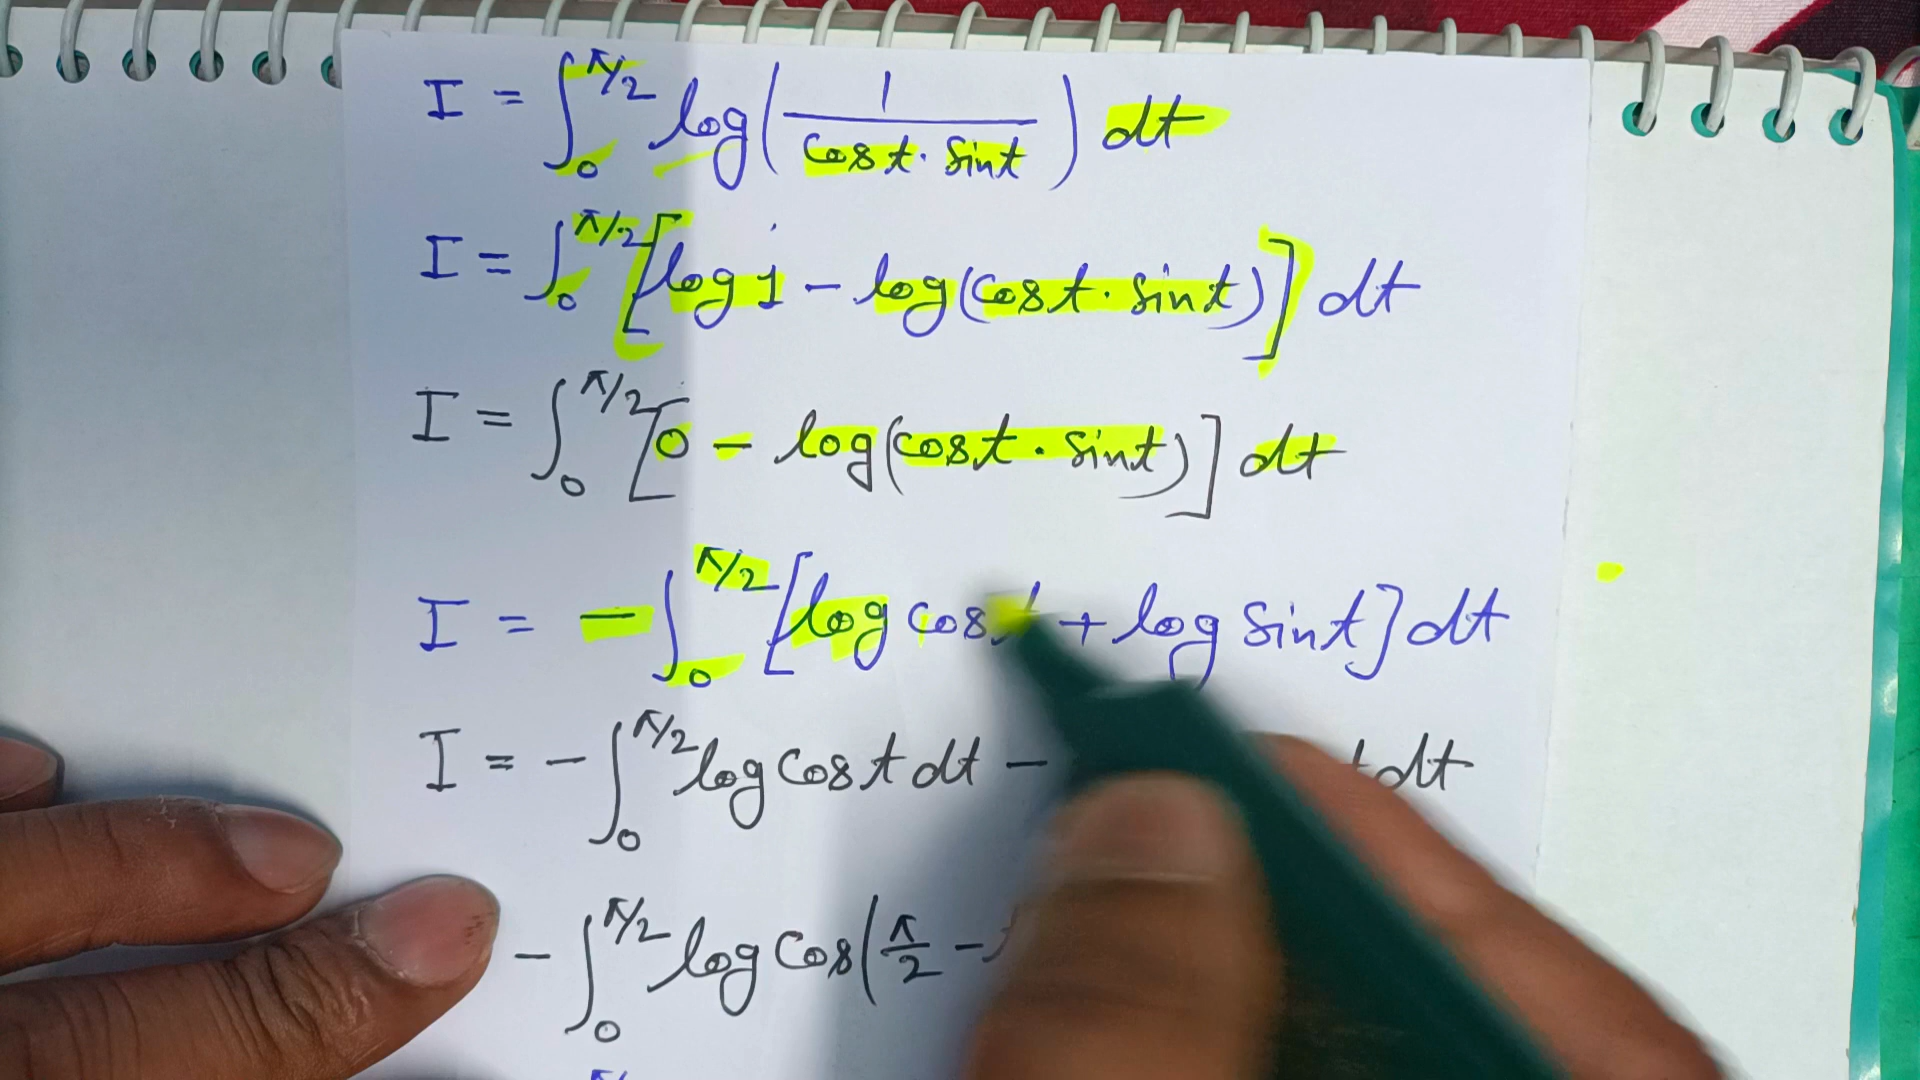 I = ∫₀^π/2 log(1/(cos t · sin t)) dt
I = ∫₀^π/2 [log 1 − log(cos t · sin t)] dt
I = ∫₀^π/2 [0 − log(cos t · sin t)] dt
I = −∫₀^π/2 [log cos t + log sin t] dt
I = −∫₀^π/2 log cos t dt − t dt
−∫₀^π/2 log cos(π/2 −